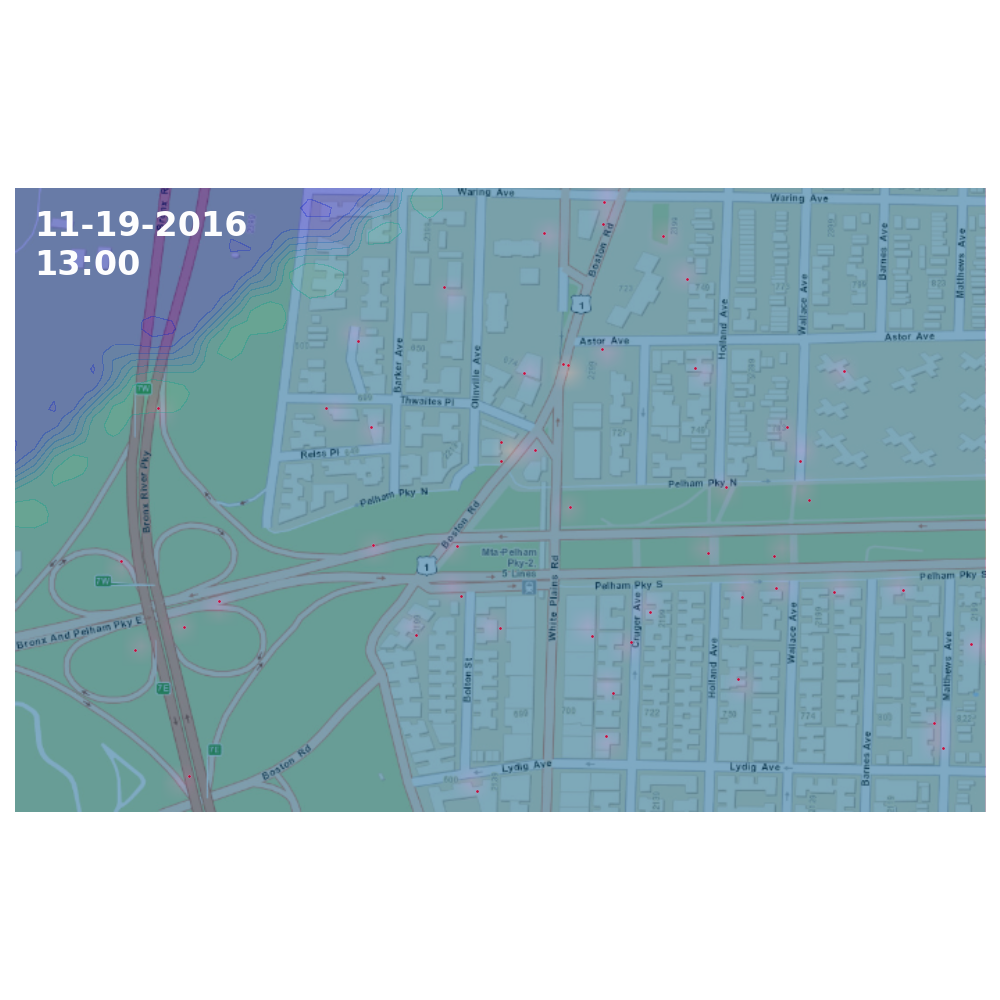 11-19-2016
13:00
Waring Ave
Waring Ave
Boston Rd
1
Barnes Ave
Matthews Ave
Wallace Ave
Holland Ave
Astor Ave
Astor Ave
Barker Ave
Olinville Ave
Thwaites Pl
Reiss Pl
7W
Bronx River Pky
Pelham Pky N
Pelham Pky N
Boston Rd
1
Mta-Pelham
Pky-2,
5 Lines
White Plains Rd
Pelham Pky S
Pelham Pky S
7W
Bronx And Pelham Pky E
Cruger Ave
Wallace Ave
Holland Ave
Matthews Ave
Bolton St
7E
7E
Boston Rd
Lydig Ave
Lydig Ave
Barnes Ave